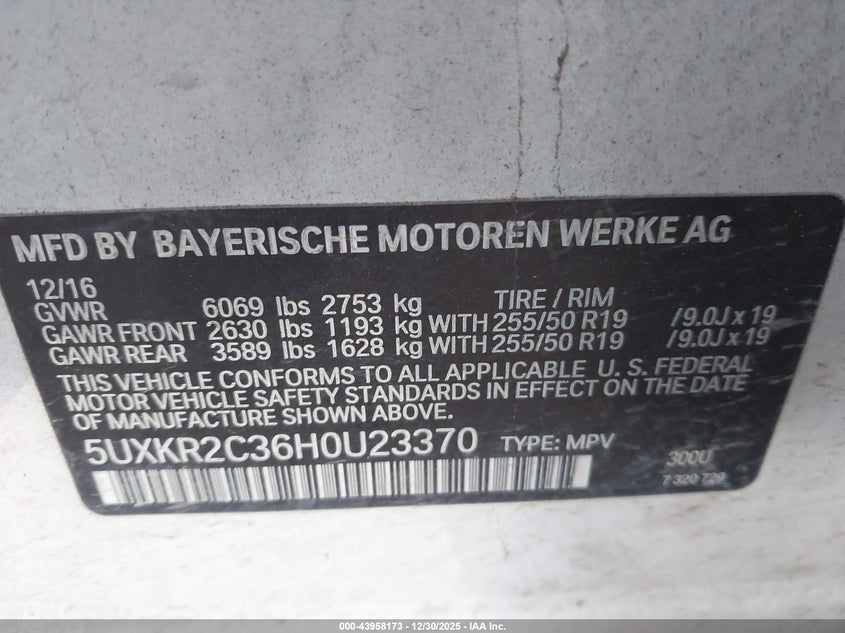 MFD BY BAYERISCHE MOTOREN WERKE AG
12/16
GVWR 6069 lbs 2753 kg TIRE / RIM
GAWR FRONT 2630 lbs 1193 kg WITH 255/50 R19 /9.0J x 19
GAWR REAR 3589 lbs 1628 kg WITH 255/50 R19 /9.0J x 19
THIS VEHICLE CONFORMS TO ALL APPLICABLE U. S. FEDERAL
MOTOR VEHICLE SAFETY STANDARDS IN EFFECT ON THE DATE
OF MANUFACTURE SHOWN ABOVE.
5UXKR2C36H0U23370 TYPE: MPV 300U
7 320 729
000-43958173 - 12/30/2025 - IAA Inc.